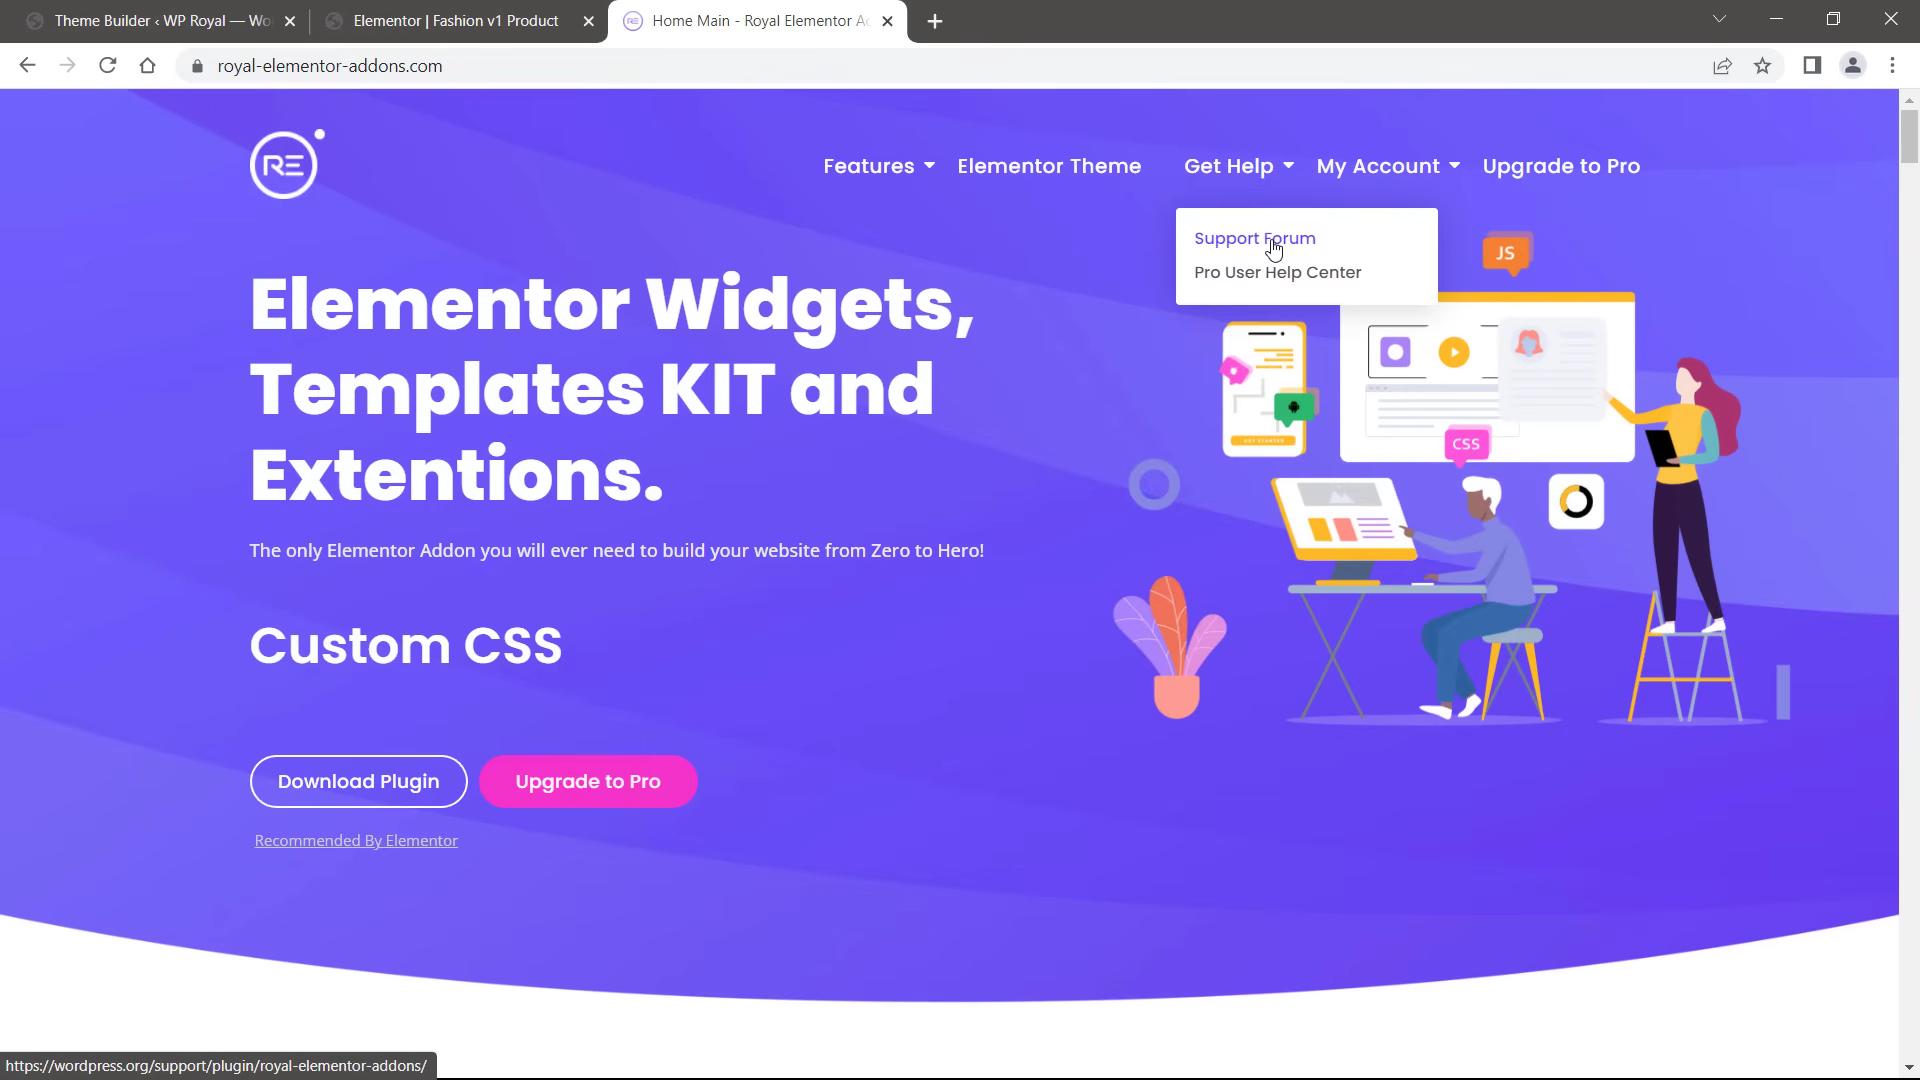 Theme Builder ‹ WP Royal — Wo
Elementor | Fashion v1 Product
RE
Home Main - Royal Elementor A
royal-elementor-addons.com
RE
Features
Elementor Theme
Get Help
My Account
Upgrade to Pro
Support Forum
Pro User Help Center
JS
CSS
Elementor Widgets,
Templates KIT and
Extentions.
The only Elementor Addon you will ever need to build your website from Zero to Hero!
Custom CSS
Download Plugin
Upgrade to Pro
Recommended By Elementor
https://wordpress.org/support/plugin/royal-elementor-addons/